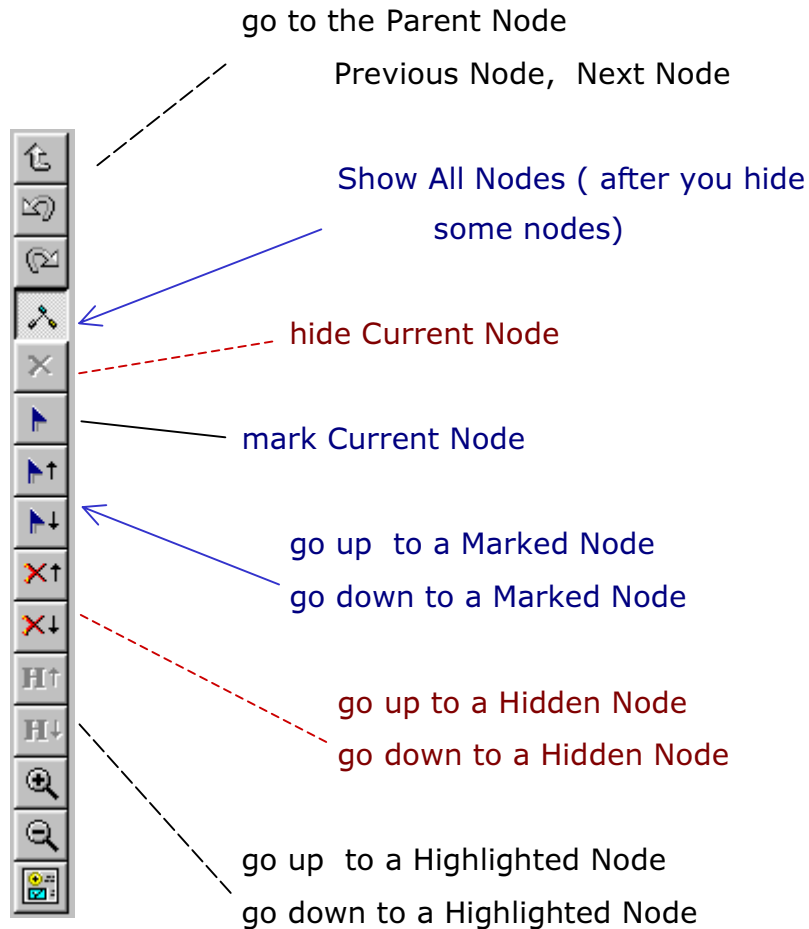 go to the Parent Node
Previous Node, Next Node
Show All Nodes ( after you hide
some nodes)
hide Current Node
mark Current Node
go up to a Marked Node
go down to a Marked Node
H
go up to a Hidden Node
H
go down to a Hidden Node
go up to a Highlighted Node
go down to a Highlighted Node